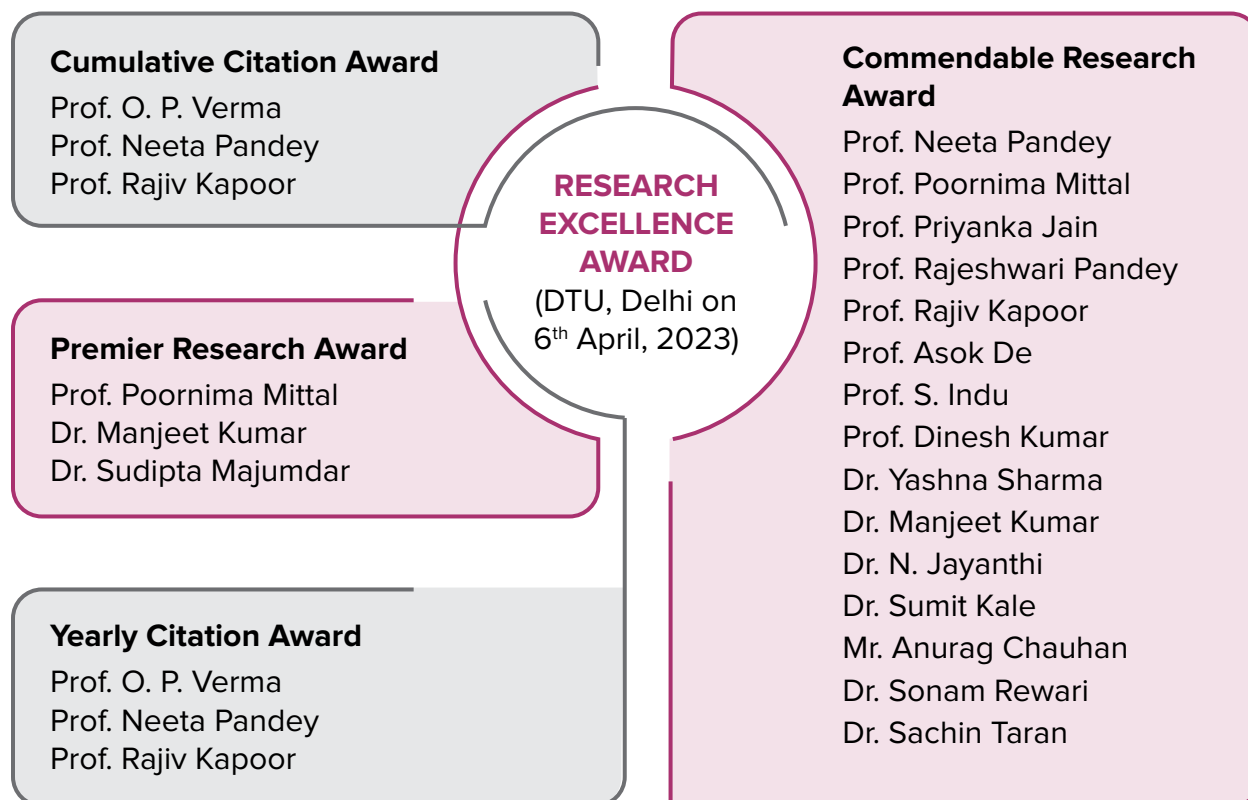 Cumulative Citation Award
Prof. O. P. Verma
Prof. Neeta Pandey
Prof. Rajiv Kapoor
Premier Research Award
Prof. Poornima Mittal
Dr. Manjeet Kumar
Dr. Sudipta Majumdar
Yearly Citation Award
Prof. O. P. Verma
Prof. Neeta Pandey
Prof. Rajiv Kapoor
RESEARCH
EXCELLENCE
AWARD
(DTU, Delhi on
6th April, 2023)
Commendable Research
Award
Prof. Neeta Pandey
Prof. Poornima Mittal
Prof. Priyanka Jain
Prof. Rajeshwari Pandey
Prof. Rajiv Kapoor
Prof. Asok De
Prof. S. Indu
Prof. Dinesh Kumar
Dr. Yashna Sharma
Dr. Manjeet Kumar
Dr. N. Jayanthi
Dr. Sumit Kale
Mr. Anurag Chauhan
Dr. Sonam Rewari
Dr. Sachin Taran